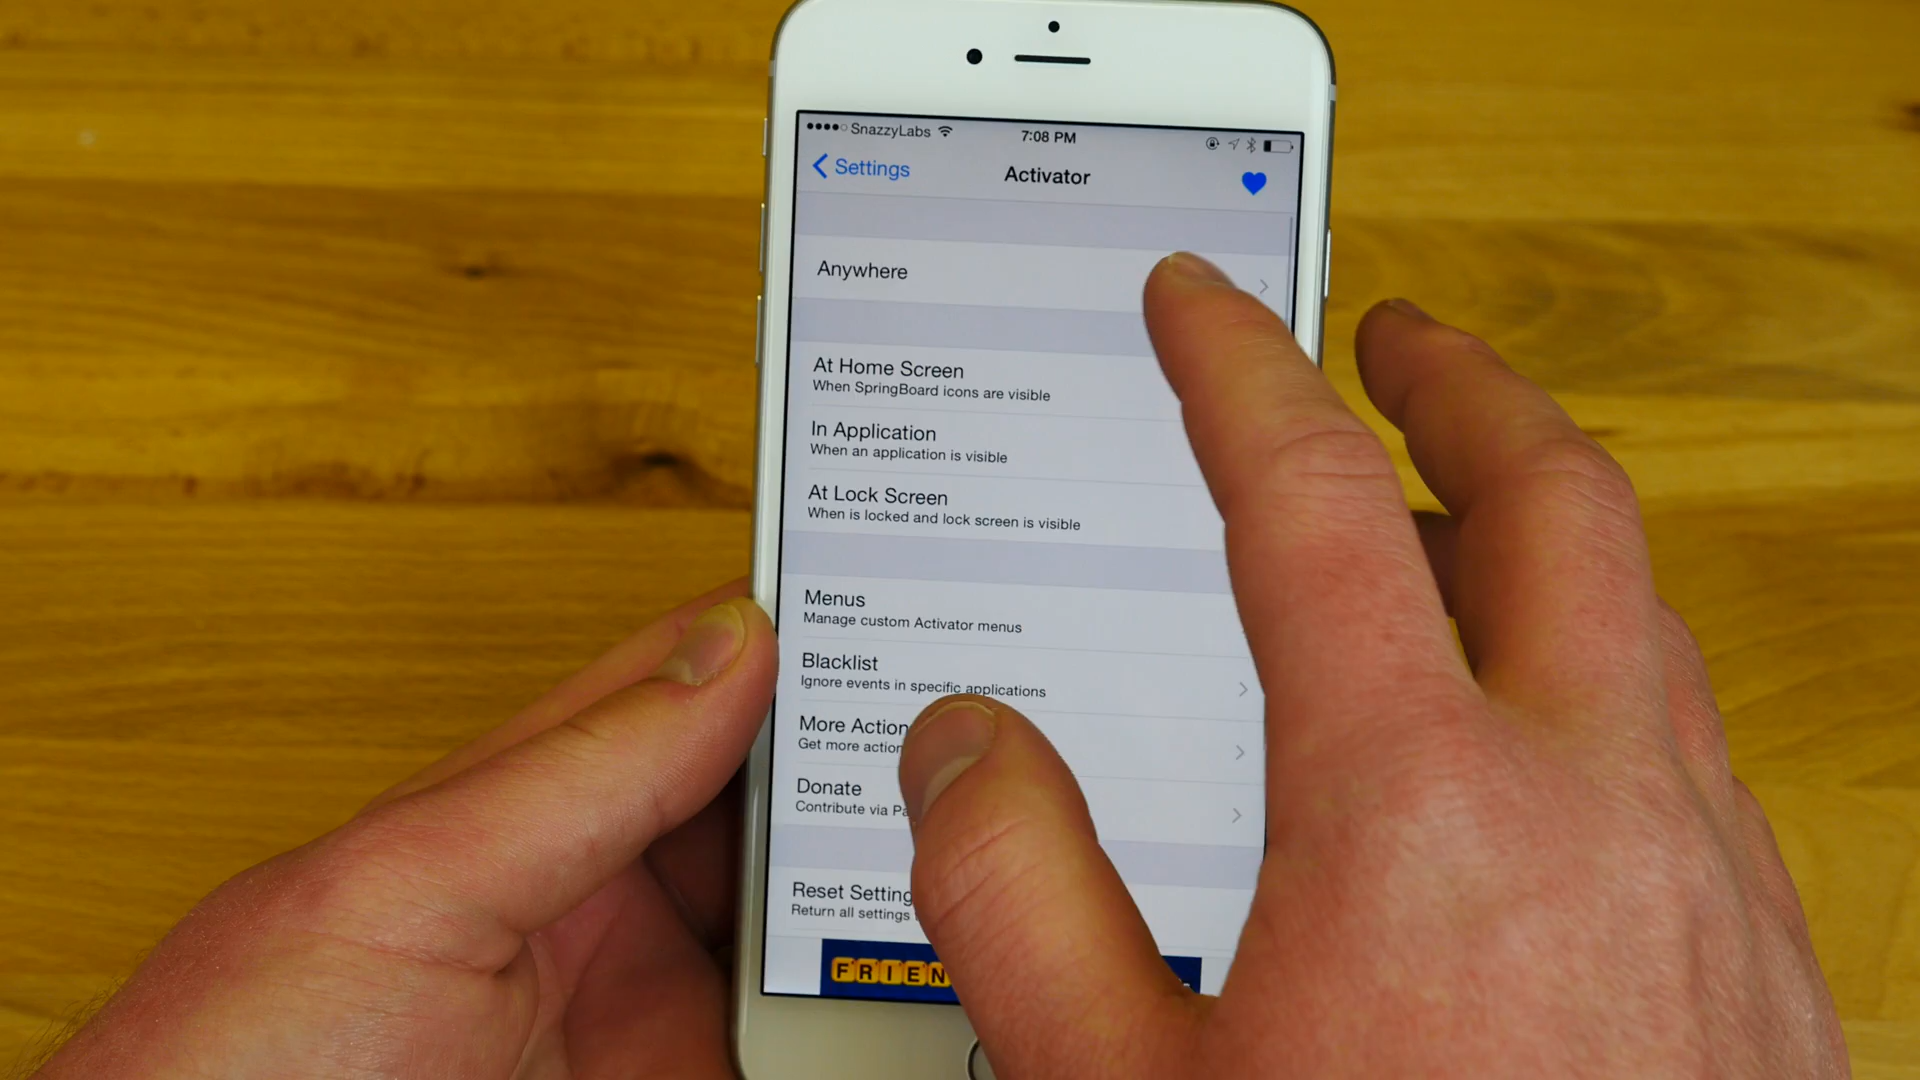 SnazzyLabs 7:08 PM
Settings Activator
Anywhere
At Home Screen
When SpringBoard icons are visible
In Application
When an application is visible
At Lock Screen
When is locked and lock screen is visible
Menus
Manage custom Activator menus
Blacklist
Ignore events in specific applications
More Action
Get more action
Donate
Contribute via Pa
Reset Setting
Return all settings
FRIEN